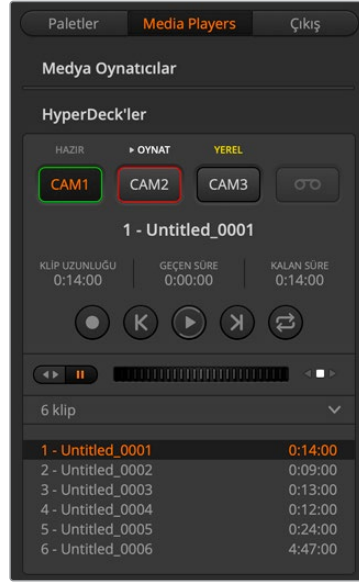 Paletler Media Players Çıkış
Medya Oynatıcılar
HyperDeck'ler
HAZIR OYNAT YEREL
CAM1 CAM2 CAM3
1 - Untitled_0001
KLİP UZUNLUĞU GEÇEN SÜRE KALAN SÜRE
0:14:00 0:00:00 0:14:00
6 klip
1 - Untitled_0001 0:14:00
2 - Untitled_0002 0:09:00
3 - Untitled_0003 0:13:00
4 - Untitled_0004 0:12:00
5 - Untitled_0005 0:24:00
6 - Untitled_0006 4:47:00